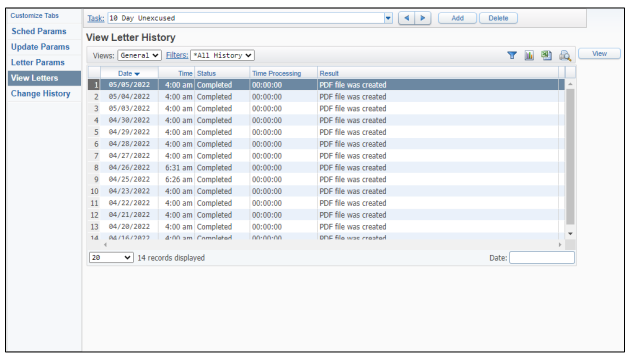 Customize Tabs
Sched Params
Update Params
Letter Params
View Letters
Change History
Task: 10 Day Unexcused Add Delete
View Letter History
Views: General Filters: *All History View
Date Time Status Time Processing Result
1 05/05/2022 4:00 am Completed 00:00:00 PDF file was created
2 05/04/2022 4:00 am Completed 00:00:00 PDF file was created
3 05/03/2022 4:00 am Completed 00:00:00 PDF file was created
4 04/30/2022 4:00 am Completed 00:00:00 PDF file was created
5 04/29/2022 4:00 am Completed 00:00:00 PDF file was created
6 04/28/2022 4:00 am Completed 00:00:00 PDF file was created
7 04/27/2022 4:00 am Completed 00:00:00 PDF file was created
8 04/26/2022 6:31 am Completed 00:00:00 PDF file was created
9 04/25/2022 6:26 am Completed 00:00:00 PDF file was created
10 04/23/2022 4:00 am Completed 00:00:00 PDF file was created
11 04/22/2022 4:00 am Completed 00:00:00 PDF file was created
12 04/21/2022 4:00 am Completed 00:00:00 PDF file was created
13 04/20/2022 4:00 am Completed 00:00:00 PDF file was created
14 04/16/2022 4:00 am Completed 00:00:00 PDF file was created
20 14 records displayed Date: